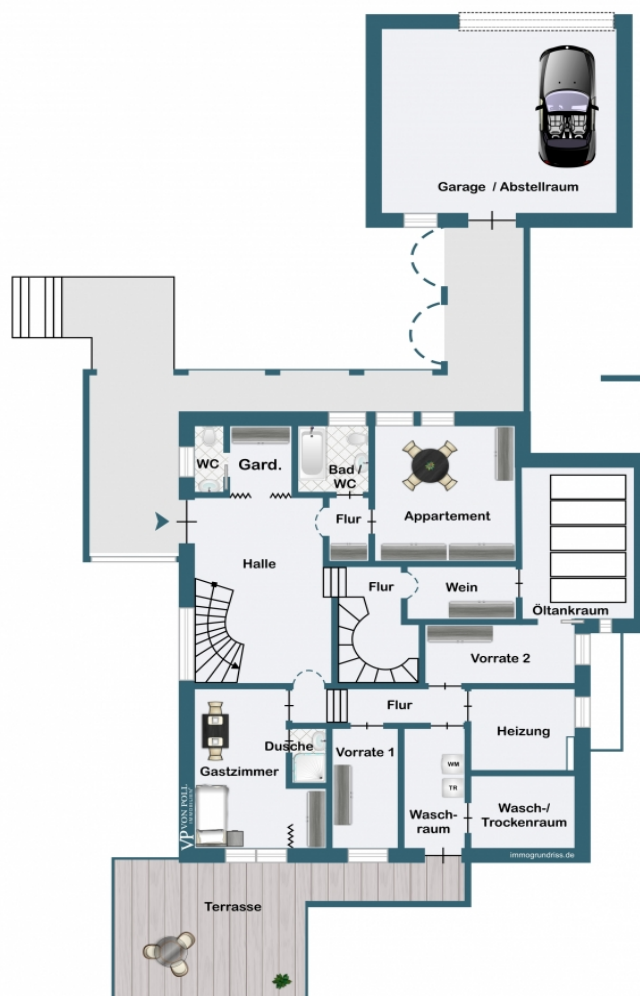 Garage / Abstellraum
WC
Gard.
Bad /
WC
Flur
Appartement
Halle
Flur
Wein
Öltankraum
Vorrate 2
Flur
Heizung
Dusche
Vorrate 1
Gastzimmer
WM
TR
Wasch-
raum
Wasch-/
Trockenraum
VP VON POLL
IMMOBILIEN
immogrundriss.de
Terrasse